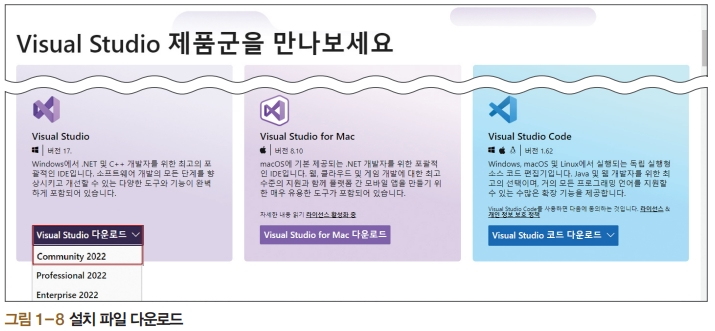 Visual Studio 제품군을 만나보세요
Visual Studio
버전 17.
Windows에서 .NET 및 C++ 개발자를 위한 최고의 포
괄적인 IDE입니다. 소프트웨어 개발의 모든 단계를 향
상시키고 개선할 수 있는 다양한 도구와 기능이 완벽
하게 포함되어 있습니다.
Visual Studio 다운로드
Community 2022
Professional 2022
Enterprise 2022
Visual Studio for Mac
버전 8.10
macOS에 기본 제공되는 .NET 개발자를 위한 포괄적
인 IDE입니다. 웹, 클라우드 및 게임 개발에 대한 최고
수준의 지원과 함께 플랫폼 간 모바일 앱을 만들기 위
한 매우 유용한 도구가 포함되어 있습니다.
자세한 내용 읽기 라이선스 활성화 중
Visual Studio for Mac 다운로드
Visual Studio Code
버전 1.62
Windows, macOS 및 Linux에서 실행되는 독립 실행형
소스 코드 편집기입니다. Java 및 웹 개발자를 위한 최
고의 선택이며, 거의 모든 프로그래밍 언어를 지원할
수 있는 수많은 확장 기능을 제공합니다.
Visual Studio Code를 사용하면 다음에 동의하는 것입니다. 라이선스 &
개인 정보 보호 정책
Visual Studio 코드 다운로드
그림 1-8 설치 파일 다운로드